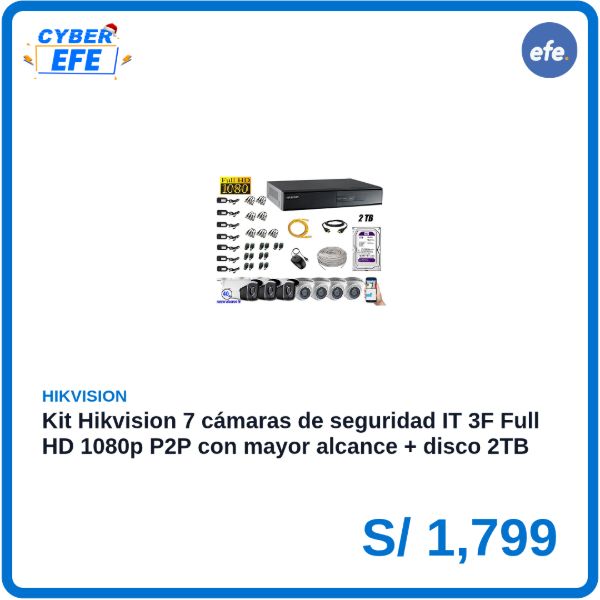 CYBER
EFE
efe.
Full HD
1080
2 TB
HIKVISION
Kit Hikvision 7 cámaras de seguridad IT 3F Full
HD 1080p P2P con mayor alcance + disco 2TB
S/ 1,799